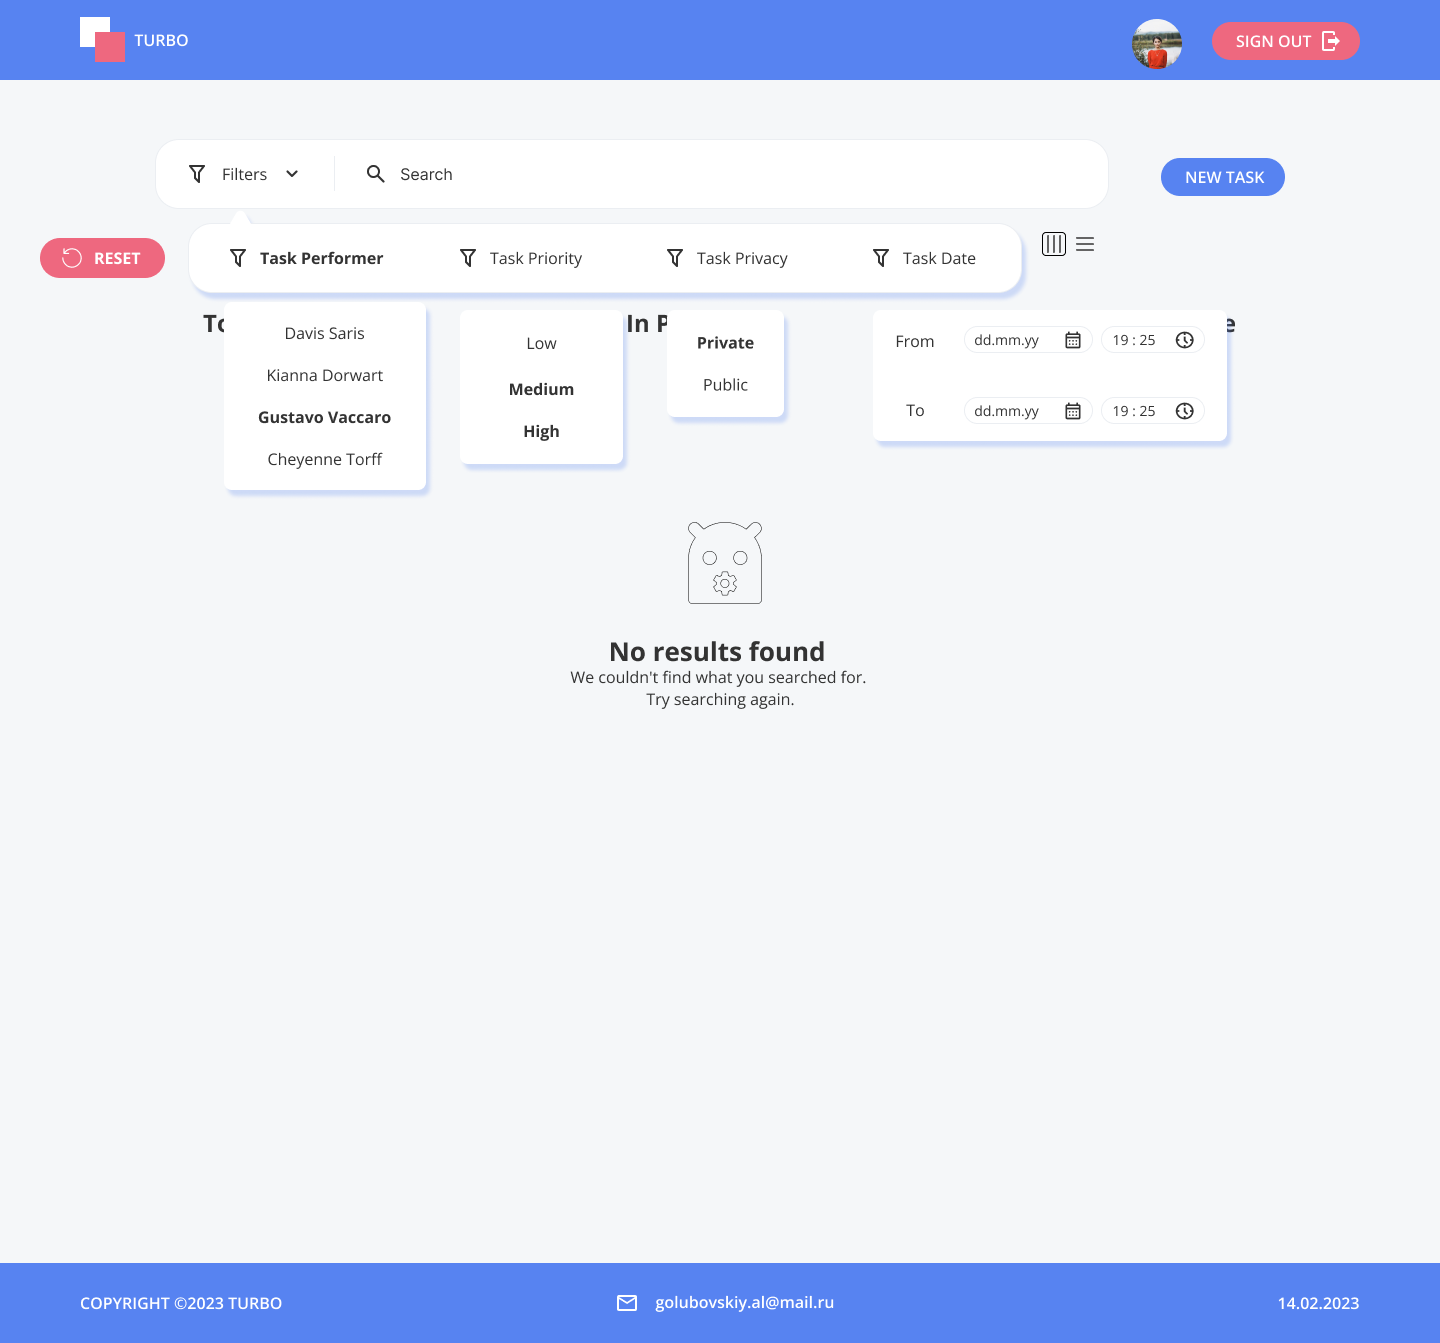 TURBO
SIGN OUT
Filters
Search
NEW TASK
RESET
Task Performer
Task Priority
Task Privacy
Task Date
Davis Saris
Kianna Dorwart
Gustavo Vaccaro
Cheyenne Torff
In
Low
Medium
High
Private
Public
From
dd.mm.yy
19 : 25
To
dd.mm.yy
19 : 25
No results found
We couldn't find what you searched for.
Try searching again.
COPYRIGHT ©2023 TURBO
golubovskiy.al@mail.ru
14.02.2023